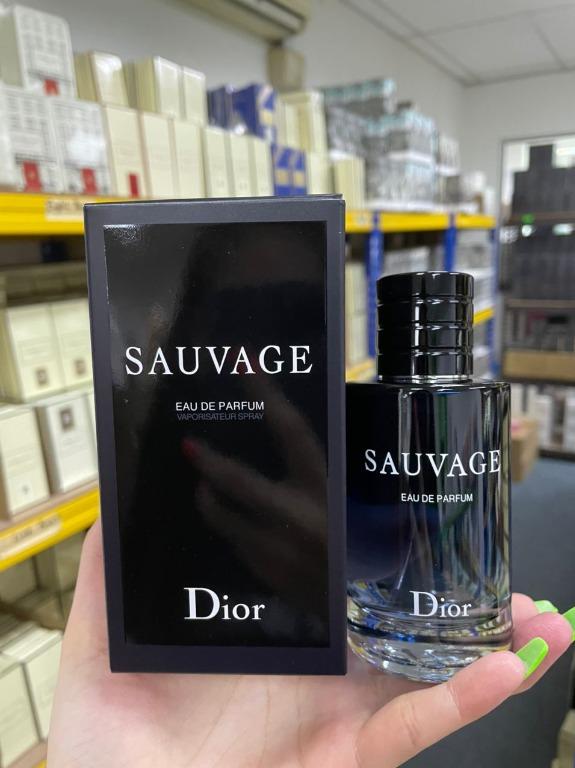 SAUVAGE
EAU DE PARFUM
VAPORISATEUR SPRAY
Dior
SAUVAGE
EAU DE PARFUM
Dior